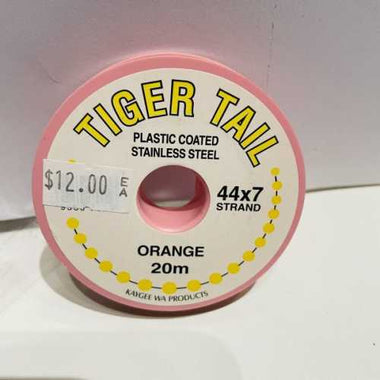 TIGER TAIL
PLASTIC COATED
STAINLESS STEEL
$12.00 EA
44x7
STRAND
ORANGE
20m
KAYGEE WA PRODUCTS